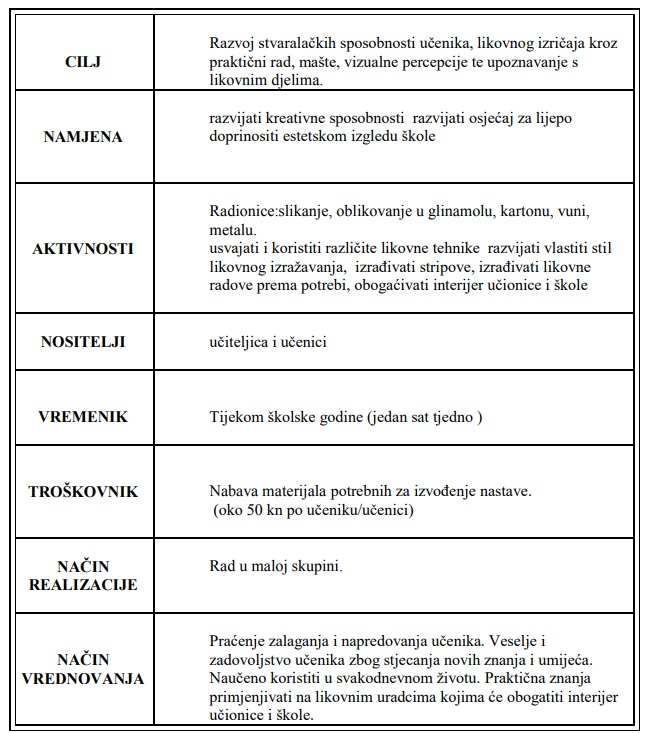 CILJ
Razvoj stvaralačkih sposobnosti učenika, likovnog izričaja kroz
praktični rad, mašte, vizualne percepcije te upoznavanje s
likovnim djelima.
NAMJENA
razvijati kreativne sposobnosti  razvijati osjećaj za lijepo
doprinositi estetskom izgledu škole
AKTIVNOSTI
Radionice:slikanje, oblikovanje u glinamolu, kartonu, vuni,
metalu.
usvajati i koristiti različite likovne tehnike  razvijati vlastiti stil
likovnog izražavanja,  izrađivati stripove, izrađivati likovne
radove prema potrebi, obogaćivati interijer učionice i škole
NOSITELJI
učiteljica i učenici
VREMENIK
Tijekom školske godine (jedan sat tjedno )
TROŠKOVNIK
Nabava materijala potrebnih za izvođenje nastave.
(oko 50 kn po učeniku/učenici)
NAČIN
REALIZACIJE
Rad u maloj skupini.
NAČIN
VREDNOVANJA
Praćenje zalaganja i napredovanja učenika. Veselje i
zadovoljstvo učenika zbog stjecanja novih znanja i umijeća.
Naučeno koristiti u svakodnevnom životu. Praktična znanja
primjenjivati na likovnim uradcima kojima će obogatiti interijer
učionice i škole.